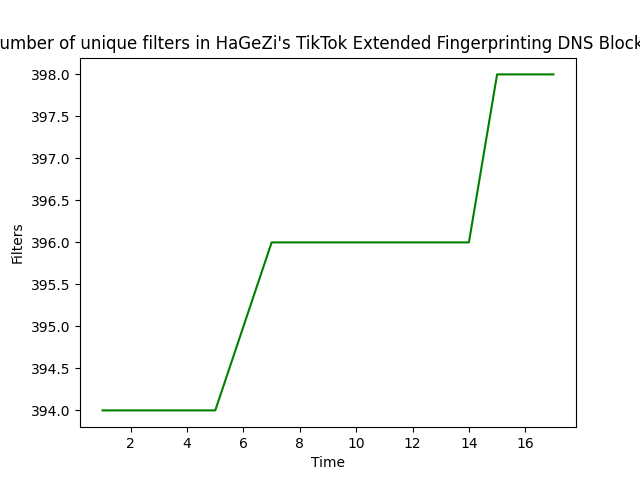 umber of unique filters in HaGeZi's TikTok Extended Fingerprinting DNS Block
398.0
397.5
397.0
396.5
396.0
395.5
395.0
394.5
394.0
Filters
2 4 6 8 10 12 14 16
Time